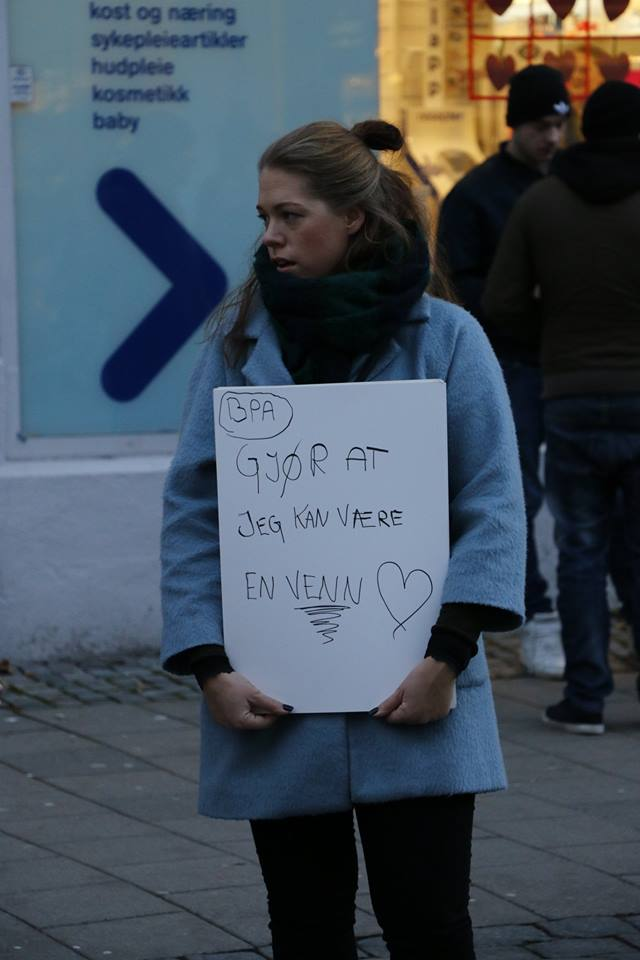 kost og næring
sykepleieartikler
hudpleie
kosmetikk
baby
BPA
GJØR AT
JEG KAN VÆRE
EN VENN